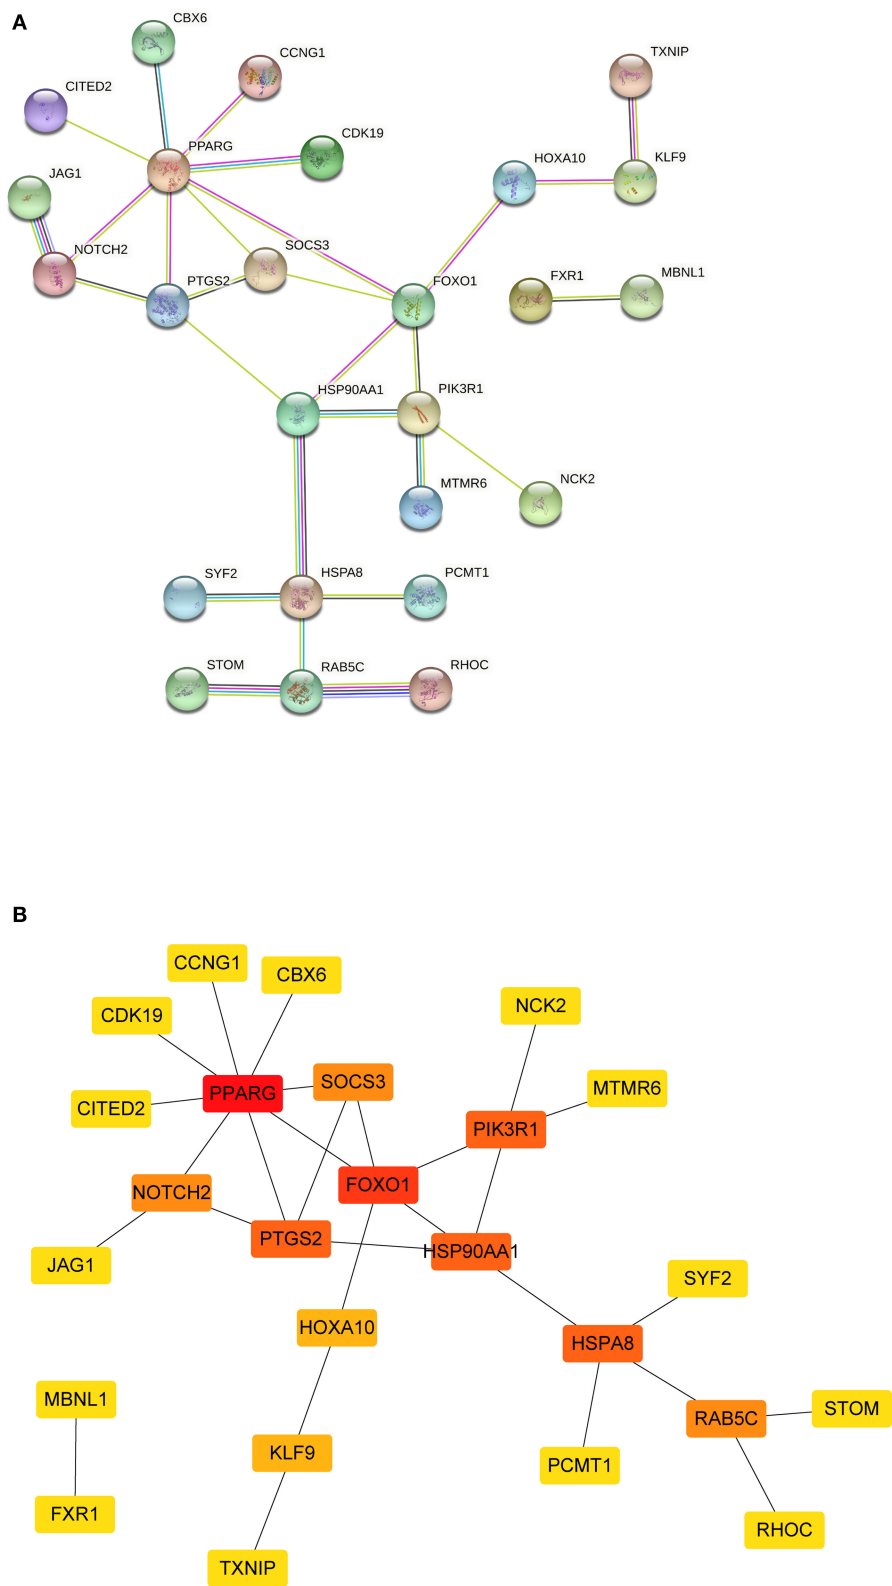 A
CBX6
CCNG1
TXNIP
CITED2
CDK19
PPARG
HOXA10
KLF9
JAG1
NOTCH2
SOCS3
PTGS2
FOXO1
FXR1
MBNL1
HSP90AA1
PIK3R1
MTMR6
NCK2
SYF2
HSPA8
PCMT1
STOM
RAB5C
RHOC
B
CCNG1
CBX6
NCK2
CDK19
SOCS3
MTMR6
PPARG
CITED2
PIK3R1
FOXO1
NOTCH2
PTGS2
HSP90AA1
JAG1
SYF2
HOXA10
HSPA8
MBNL1
STOM
RAB5C
KLF9
PCMT1
FXR1
RHOC
TXNIP